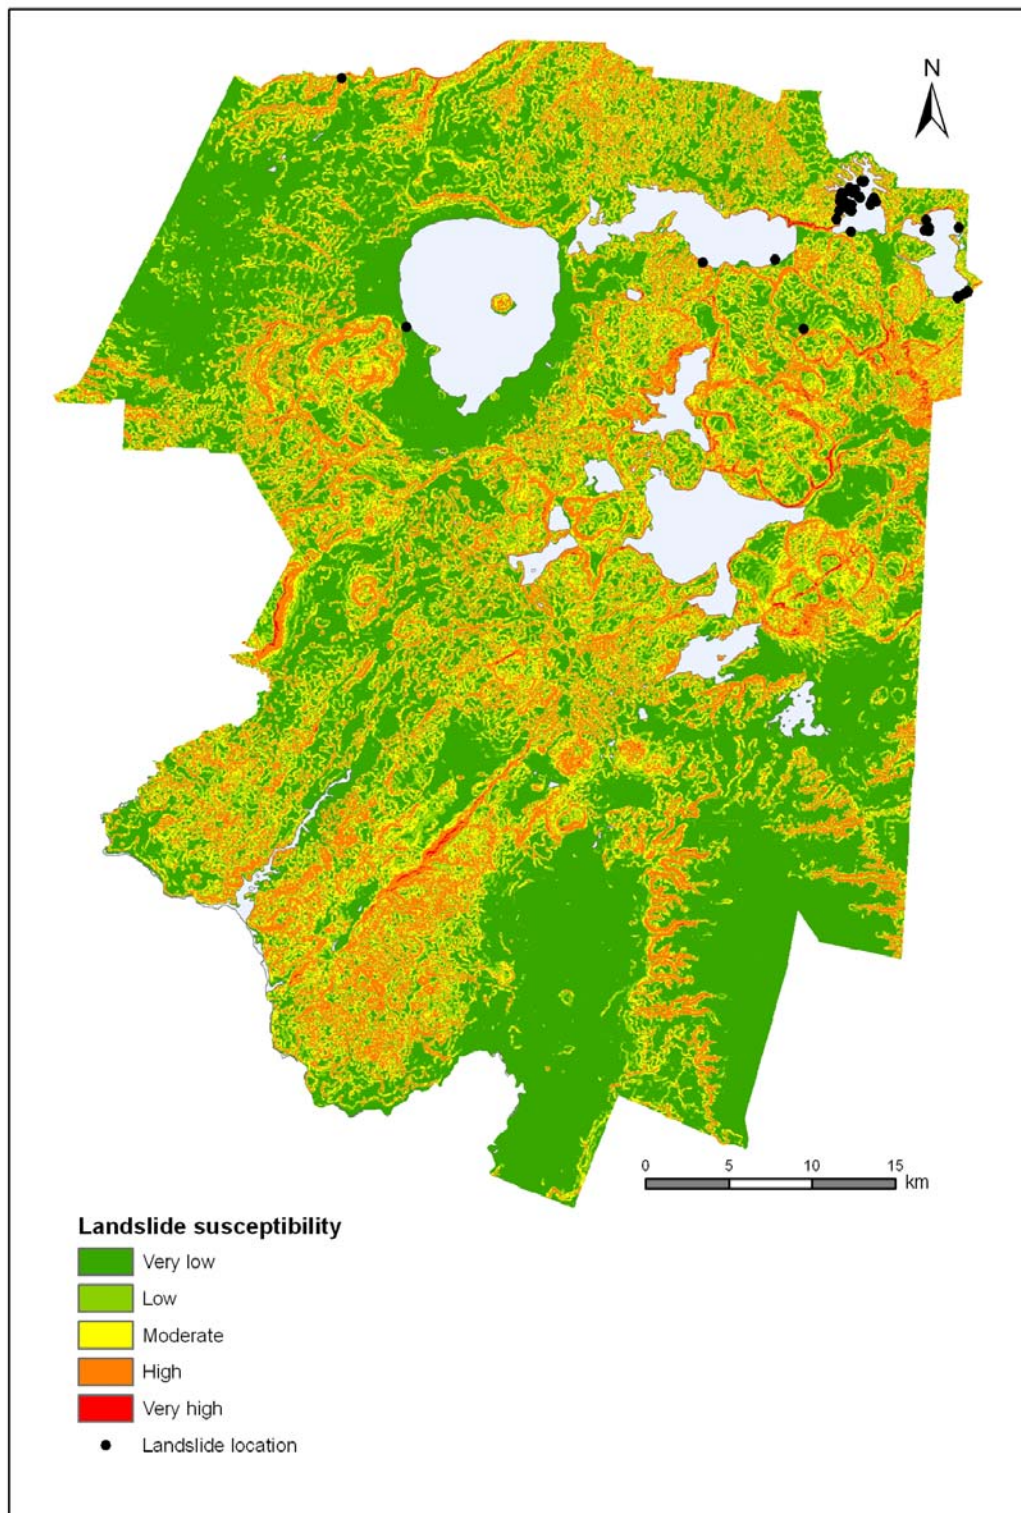 N
0 5 10 15
km
Landslide susceptibility
Very low
Low
Moderate
High
Very high
Landslide location